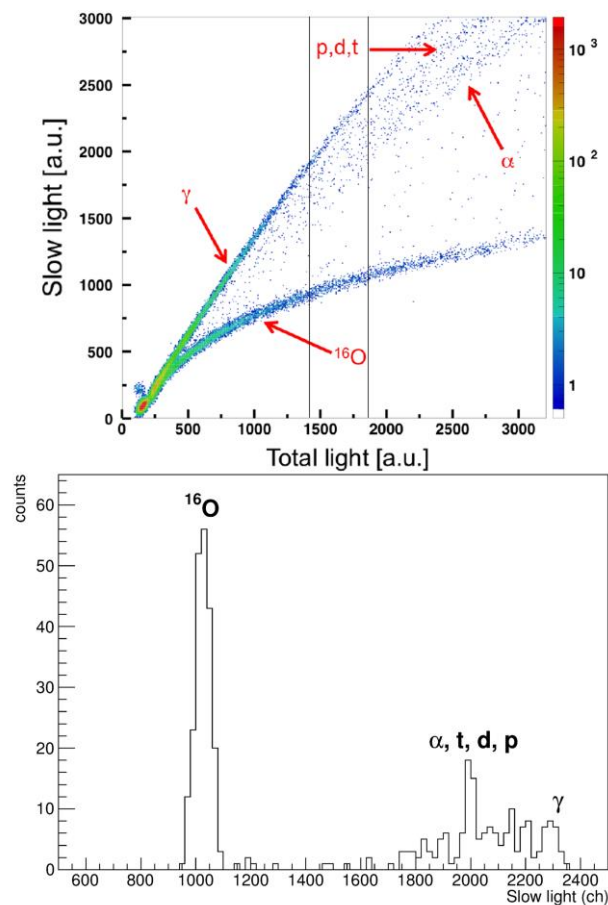 3000
2500
2000
1500
1000
500
0
Slow light [a.u.]
p,d,t
α
γ
¹⁶O
10³
10²
10
1
0 500 1000 1500 2000 2500 3000
Total light [a.u.]
counts
60
50
40
30
20
10
0
¹⁶O
α, t, d, p
γ
600 800 1000 1200 1400 1600 1800 2000 2200 2400
Slow light (ch)